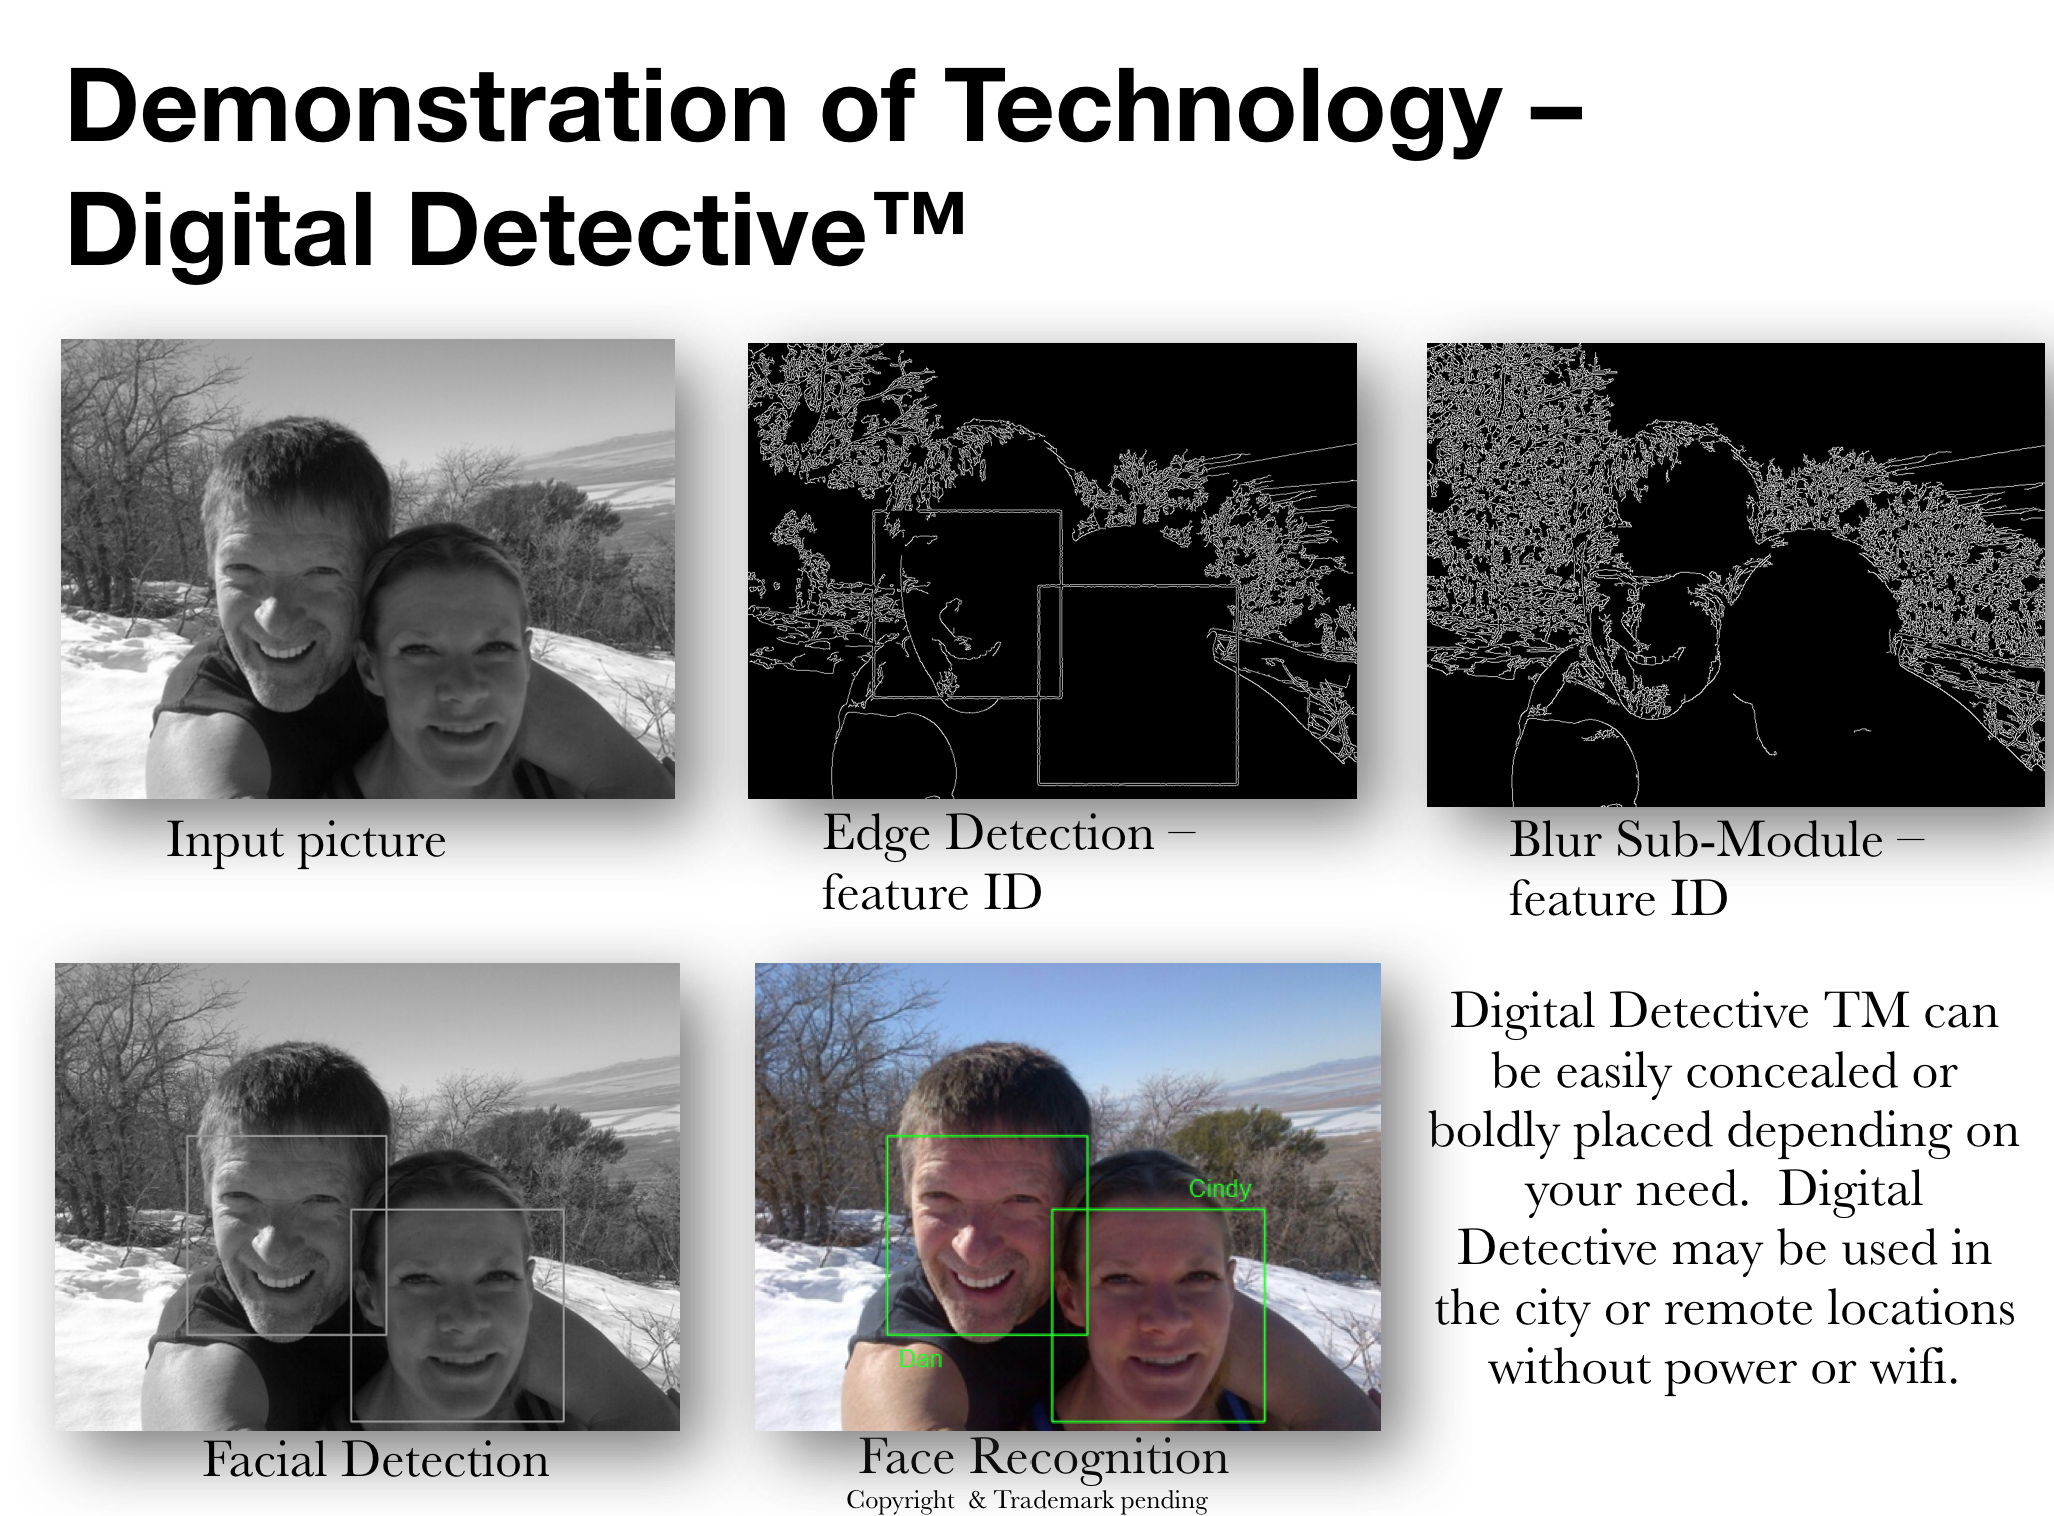 Demonstration of Technology –
Digital Detective™
Input picture
Edge Detection –
feature ID
Blur Sub-Module –
feature ID
Cindy
Dan
Facial Detection
Face Recognition
Copyright  & Trademark pending
Digital Detective TM can
be easily concealed or
boldly placed depending on
your need.  Digital
Detective may be used in
the city or remote locations
without power or wifi.